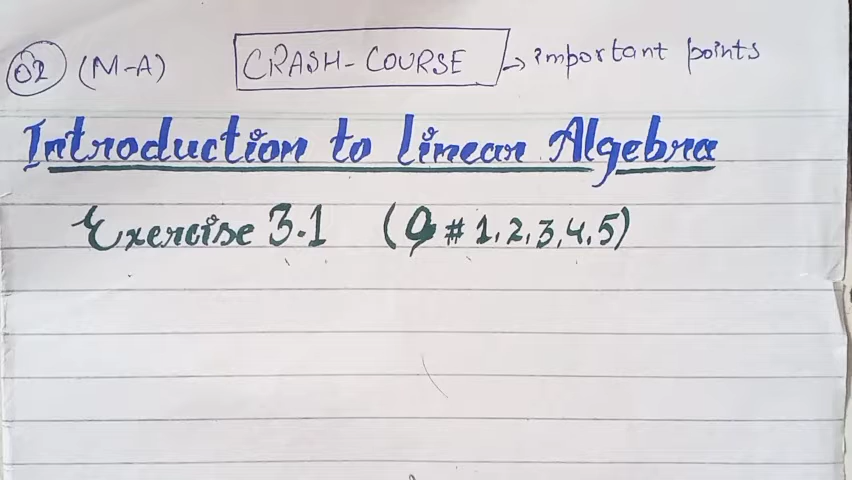 02 (M-A) CRASH-COURSE → important points
Introduction to linear Algebra
Exercise 3.1 (Q # 1, 2, 3, 4, 5)